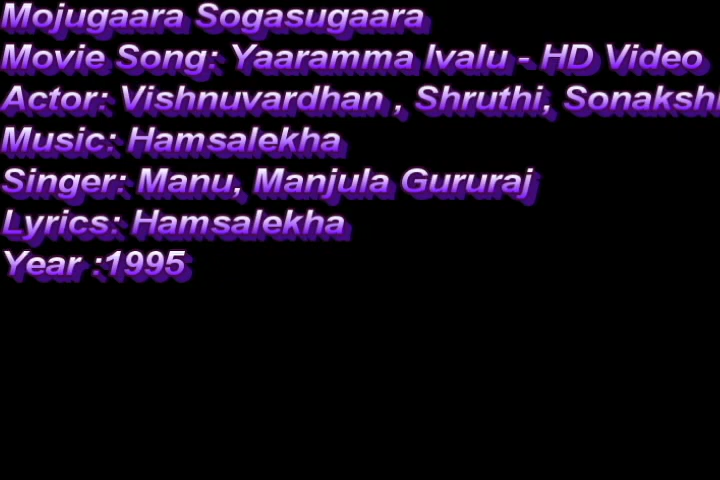 Mojugaara Sogasugaara
Movie Song: Yaaramma Ivalu - HD Video
Actor: Vishnuvardhan , Shruthi, Sonakshi
Music: Hamsalekha
Singer: Manu, Manjula Gururaj
Lyrics: Hamsalekha
Year :1995